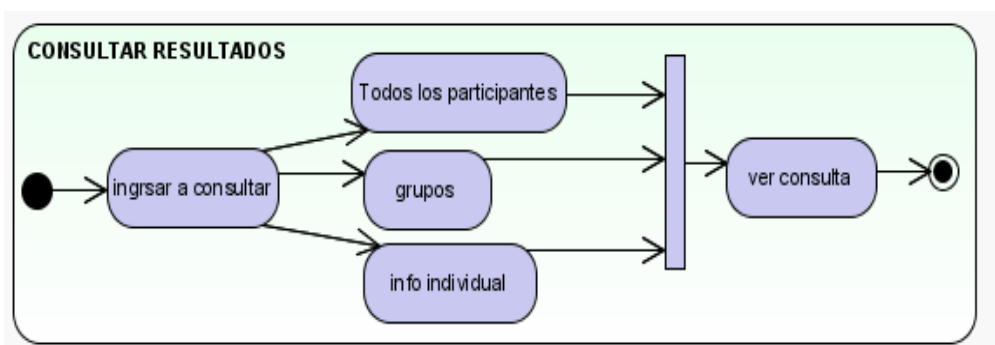 CONSULTAR RESULTADOS
Todos los participantes
ingrsar a consultar
grupos
info individual
ver consulta